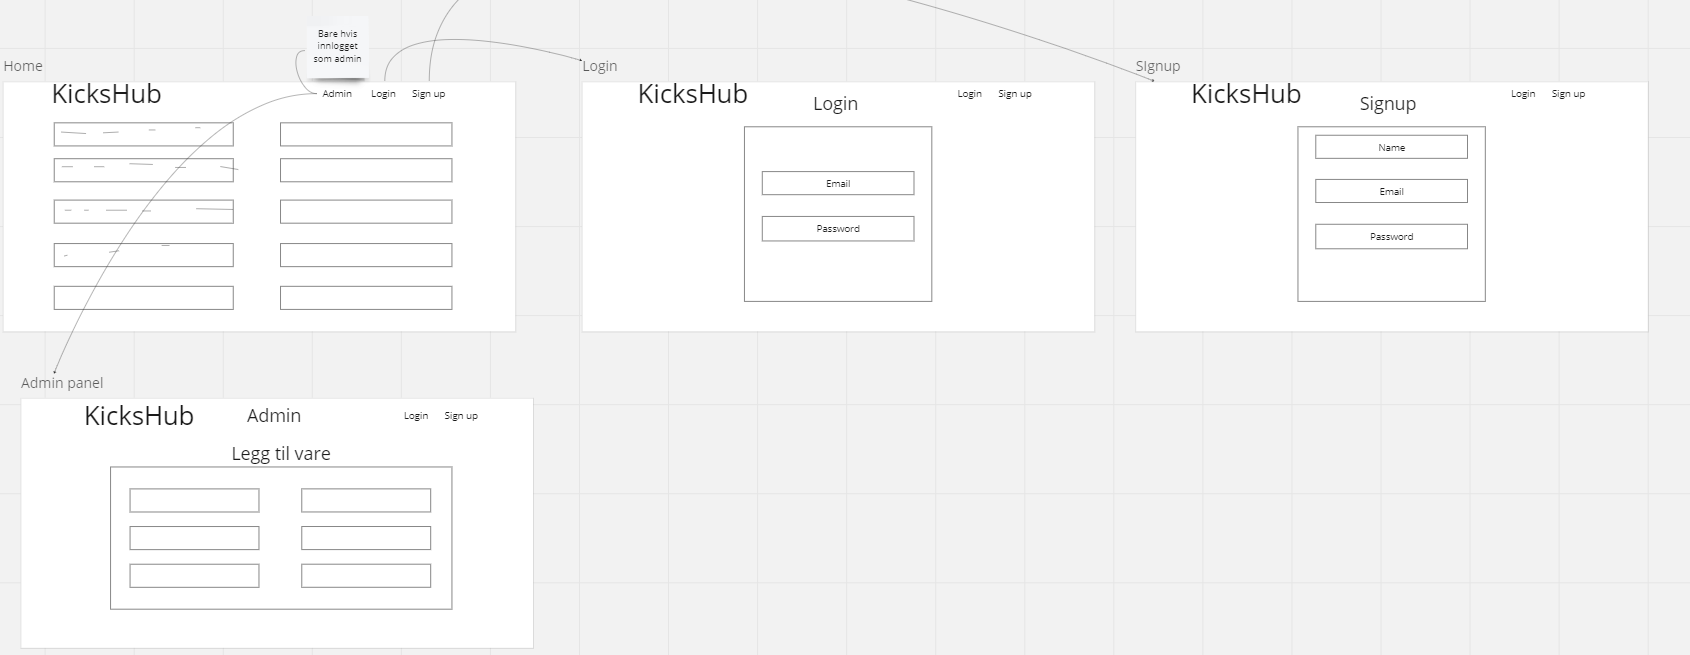 Bare hvis
innlogget
som admin
Home
KicksHub
Admin Login Sign up
Login
KicksHub
Login
Login Sign up
Email
Password
SIgnup
KicksHub
Signup
Login Sign up
Name
Email
Password
Admin panel
KicksHub
Admin
Login Sign up
Legg til vare